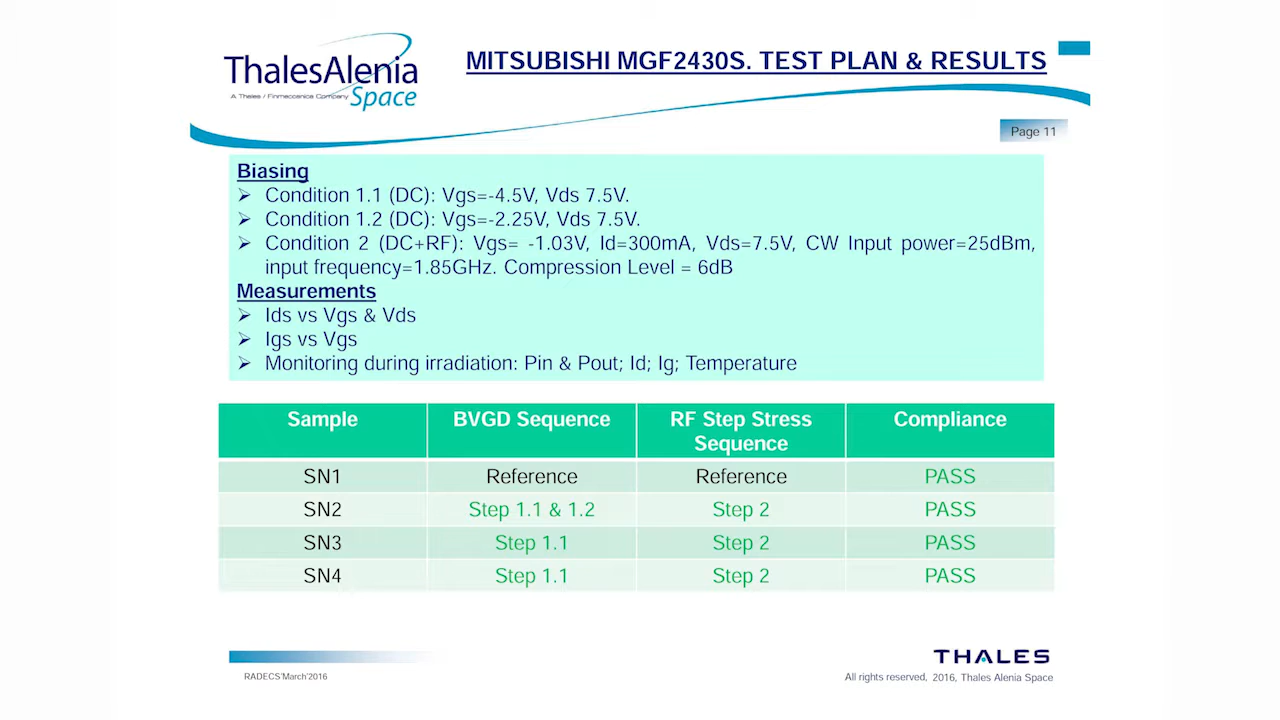 ThalesAlenia
A Thales / Finmeccanica Company Space
MITSUBISHI MGF2430S. TEST PLAN & RESULTS
Page 11
Biasing
➢ Condition 1.1 (DC): Vgs=-4.5V, Vds 7.5V.
➢ Condition 1.2 (DC): Vgs=-2.25V, Vds 7.5V.
➢ Condition 2 (DC+RF): Vgs= -1.03V, Id=300mA, Vds=7.5V, CW Input power=25dBm,
input frequency=1.85GHz. Compression Level = 6dB
Measurements
➢ Ids vs Vgs & Vds
➢ Igs vs Vgs
➢ Monitoring during irradiation: Pin & Pout; Id; Ig; Temperature
Sample BVGD Sequence RF Step Stress Sequence Compliance
SN1 Reference Reference PASS
SN2 Step 1.1 & 1.2 Step 2 PASS
SN3 Step 1.1 Step 2 PASS
SN4 Step 1.1 Step 2 PASS
THALES
RADECS'March'2016
All rights reserved, 2016, Thales Alenia Space